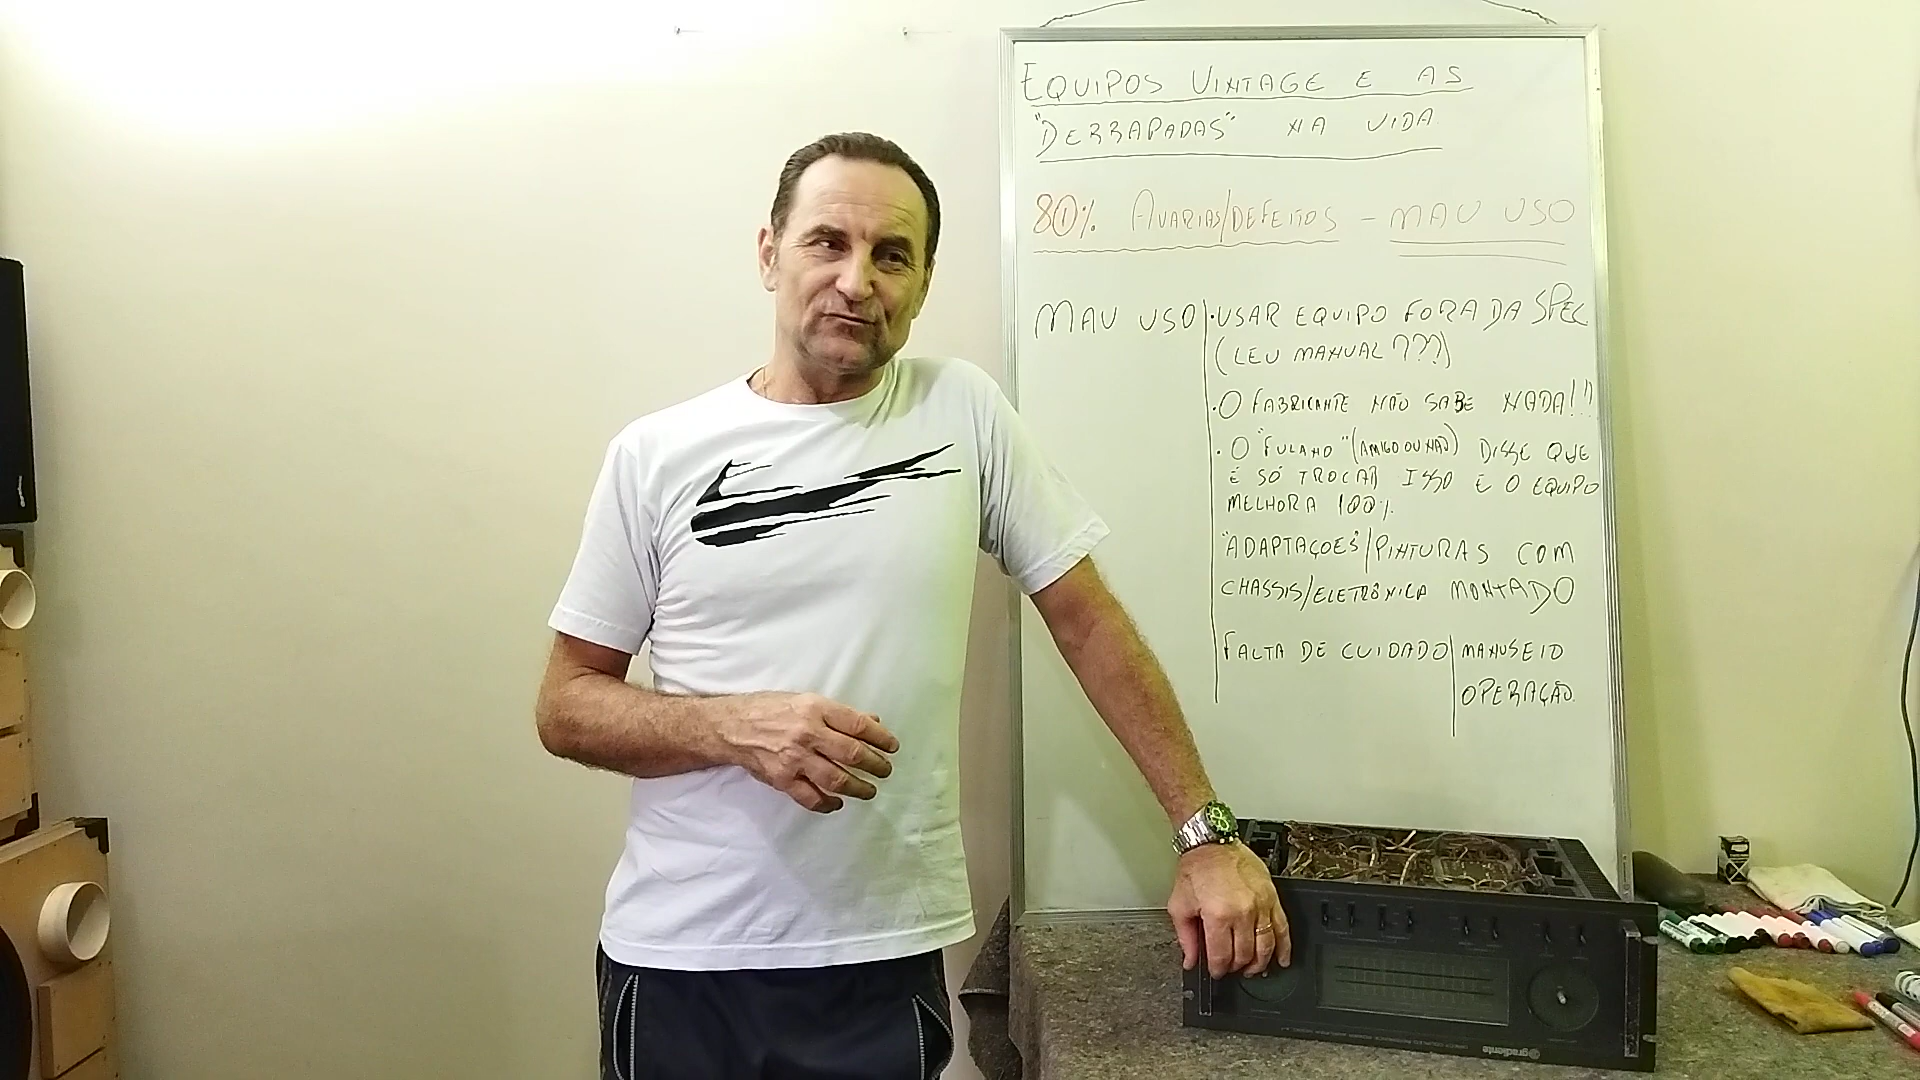 EQUIPOS VINTAGE E AS
"DERRAPADAS" NA VIDA
80% AVARIAS/DEFEITOS - MAU USO
MAU USO
• USAR EQUIPO FORA DA SPEC
(LEU MANUAL ???)
• O FABRICANTE NÃO SABE NADA!!
• O "FULANO" (AMIGO OU NÃO) DISSE QUE
É SÓ TROCAR ISSO E O EQUIPO
MELHORA 100%.
"ADAPTAÇOES"/PINTURAS COM
CHASSIS/ELETRÔNICA MONTADO
FALTA DE CUIDADO
MANUSEIO
OPERAÇÃO
gradiente